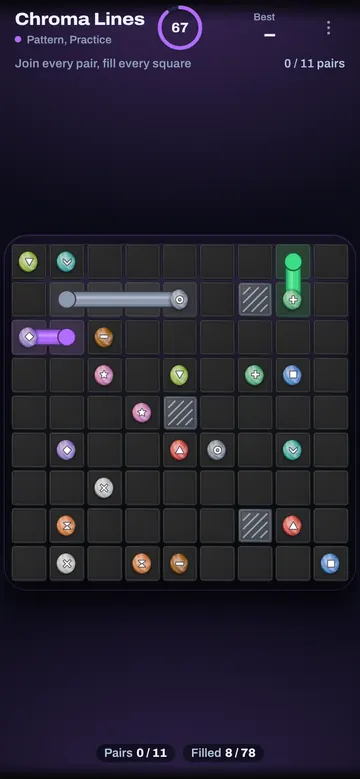 Chroma Lines
Pattern, Practice
67
Best
–
Join every pair, fill every square
0 / 11 pairs
Pairs 0 / 11
Filled 8 / 78